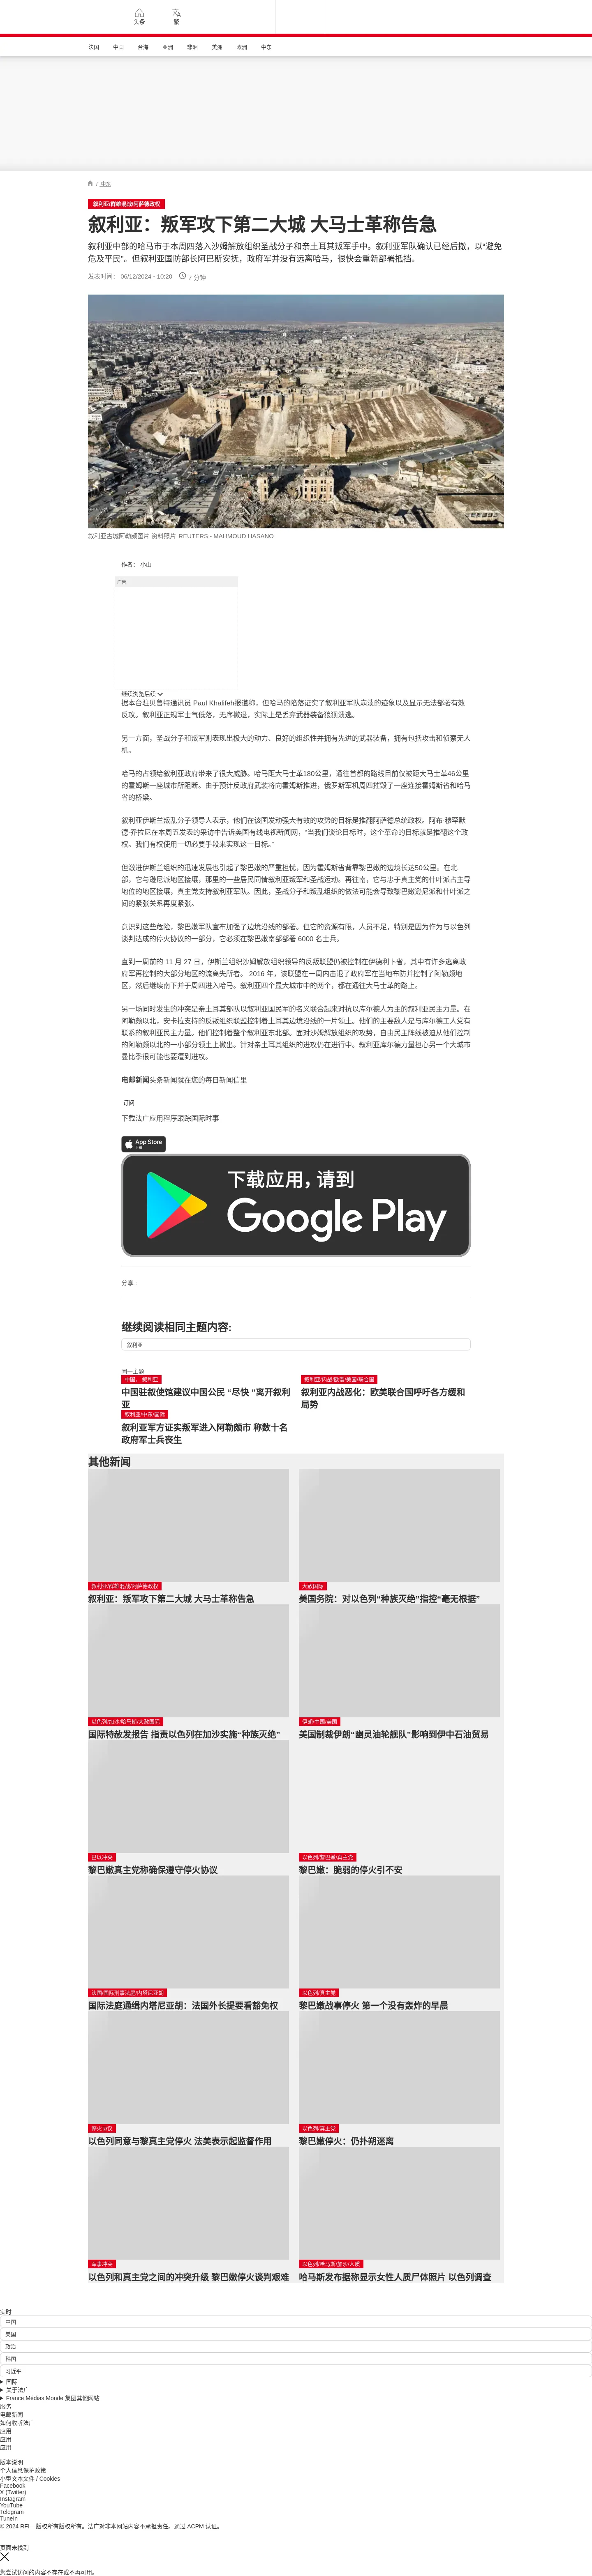 头条
繁
法国 中国 台海 亚洲 非洲 美洲 欧洲 中东
/ 中东
叙利亚/群雄混战/阿萨德政权
叙利亚：叛军攻下第二大城 大马士革称告急
叙利亚中部的哈马市于本周四落入沙姆解放组织圣战分子和亲土耳其叛军手中。叙利亚军队确认已经后撤，以“避免
危及平民”。但叙利亚国防部长阿巴斯安抚，政府军并没有远离哈马，很快会重新部署抵挡。
发表时间： 06/12/2024 - 10:20 7 分钟
叙利亚古城阿勒颇图片 资料照片 REUTERS - MAHMOUD HASANO
作者： 小山
广告
继续浏览后续
据本台驻贝鲁特通讯员 Paul Khalifeh报道称，但哈马的陷落证实了叙利亚军队崩溃的迹象以及显示无法部署有效
反攻。叙利亚正规军士气低落，无序撤退，实际上是丢弃武器装备狼狈溃逃。
另一方面，圣战分子和叛军则表现出极大的动力、良好的组织性并拥有先进的武器装备，拥有包括攻击和侦察无人
机。
哈马的占领给叙利亚政府带来了很大威胁。哈马距大马士革180公里，通往首都的路线目前仅被距大马士革46公里
的霍姆斯一座城市所阻断。由于预计反政府武装将向霍姆斯推进，俄罗斯军机周四摧毁了一座连接霍姆斯省和哈马
省的桥梁。
叙利亚伊斯兰叛乱分子领导人表示，他们在该国发动强大有效的攻势的目标是推翻阿萨德总统政权。阿布·穆罕默
德·乔拉尼在本周五发表的采访中告诉美国有线电视新闻网，“当我们谈论目标时，这个革命的目标就是推翻这个政
权。我们有权使用一切必要手段来实现这一目标。”
但激进伊斯兰组织的迅速发展也引起了黎巴嫩的严重担忧，因为霍姆斯省背靠黎巴嫩的边境长达50公里。在北
部，它与逊尼派地区接壤，那里的一些居民同情叙利亚叛军和圣战运动。再往南，它与忠于真主党的什叶派占主导
地位的地区接壤，真主党支持叙利亚军队。因此，圣战分子和叛乱组织的做法可能会导致黎巴嫩逊尼派和什叶派之
间的紧张关系再度紧张。
意识到这些危险，黎巴嫩军队宣布加强了边境沿线的部署。但它的资源有限，人员不足，特别是因为作为与以色列
谈判达成的停火协议的一部分，它必须在黎巴嫩南部部署 6000 名士兵。
直到一周前的 11 月 27 日，伊斯兰组织沙姆解放组织领导的反叛联盟仍被控制在伊德利卜省，其中有许多逃离政
府军再控制的大部分地区的流离失所者。 2016 年，该联盟在一周内击退了政府军在当地布防并控制了阿勒颇地
区，然后继续南下并于周四进入哈马。叙利亚四个最大城市中的两个，都在通往大马士革的路上。
另一场同时发生的冲突是亲土耳其部队以叙利亚国民军的名义联合起来对抗以库尔德人为主的叙利亚民主力量。在
阿勒颇以北，安卡拉支持的反叛组织联盟控制着土耳其边境沿线的一片领土。他们的主要敌人是与库尔德工人党有
联系的叙利亚民主力量。他们控制着整个叙利亚东北部。面对沙姆解放组织的攻势，自由民主阵线被迫从他们控制
的阿勒颇以北的一小部分领土上撤出。针对亲土耳其组织的进攻仍在进行中。叙利亚库尔德力量担心另一个大城市
曼比季很可能也要遭到进攻。
电邮新闻头条新闻就在您的每日新闻信里
订阅
下载法广应用程序跟踪国际时事
App Store
下载
下载应用，请到
Google Play
分享 :
继续阅读相同主题内容:
叙利亚
同一主题
中国， 叙利亚
中国驻叙使馆建议中国公民 “尽快 ”离开叙利
亚
叙利亚/内战/欧盟/美国/联合国
叙利亚内战恶化：欧美联合国呼吁各方缓和
局势
叙利亚/中东/国际
叙利亚军方证实叛军进入阿勒颇市 称数十名
政府军士兵丧生
其他新闻
叙利亚/群雄混战/阿萨德政权
叙利亚：叛军攻下第二大城 大马士革称告急
大赦国际
美国务院：对以色列“种族灭绝”指控“毫无根据”
以色列/加沙/哈马斯/大赦国际
国际特赦发报告 指责以色列在加沙实施“种族灭绝”
伊朗/中国/美国
美国制裁伊朗“幽灵油轮舰队”影响到伊中石油贸易
巴以冲突
黎巴嫩真主党称确保遵守停火协议
以色列/黎巴嫩/真主党
黎巴嫩：脆弱的停火引不安
法国/国际刑事法庭/内塔尼亚胡
国际法庭通缉内塔尼亚胡：法国外长提要看豁免权
以色列/真主党
黎巴嫩战事停火 第一个没有轰炸的早晨
停火协议
以色列同意与黎真主党停火 法美表示起监督作用
以色列/真主党
黎巴嫩停火：仍扑朔迷离
军事冲突
以色列和真主党之间的冲突升级 黎巴嫩停火谈判艰难
以色列/哈马斯/加沙/人质
哈马斯发布据称显示女性人质尸体照片 以色列调查
实时
中国
美国
政治
韩国
习近平
国际
关于法广
France Médias Monde 集团其他网站
服务
电邮新闻
如何收听法广
应用
应用
应用
版本说明
个人信息保护政策
小型文本文件 / Cookies
Facebook
X (Twitter)
Instagram
YouTube
Telegram
TuneIn
© 2024 RFI – 版权所有版权所有。法广对非本网站内容不承担责任。通过 ACPM 认证。
页面未找到
您尝试访问的内容不存在或不再可用。